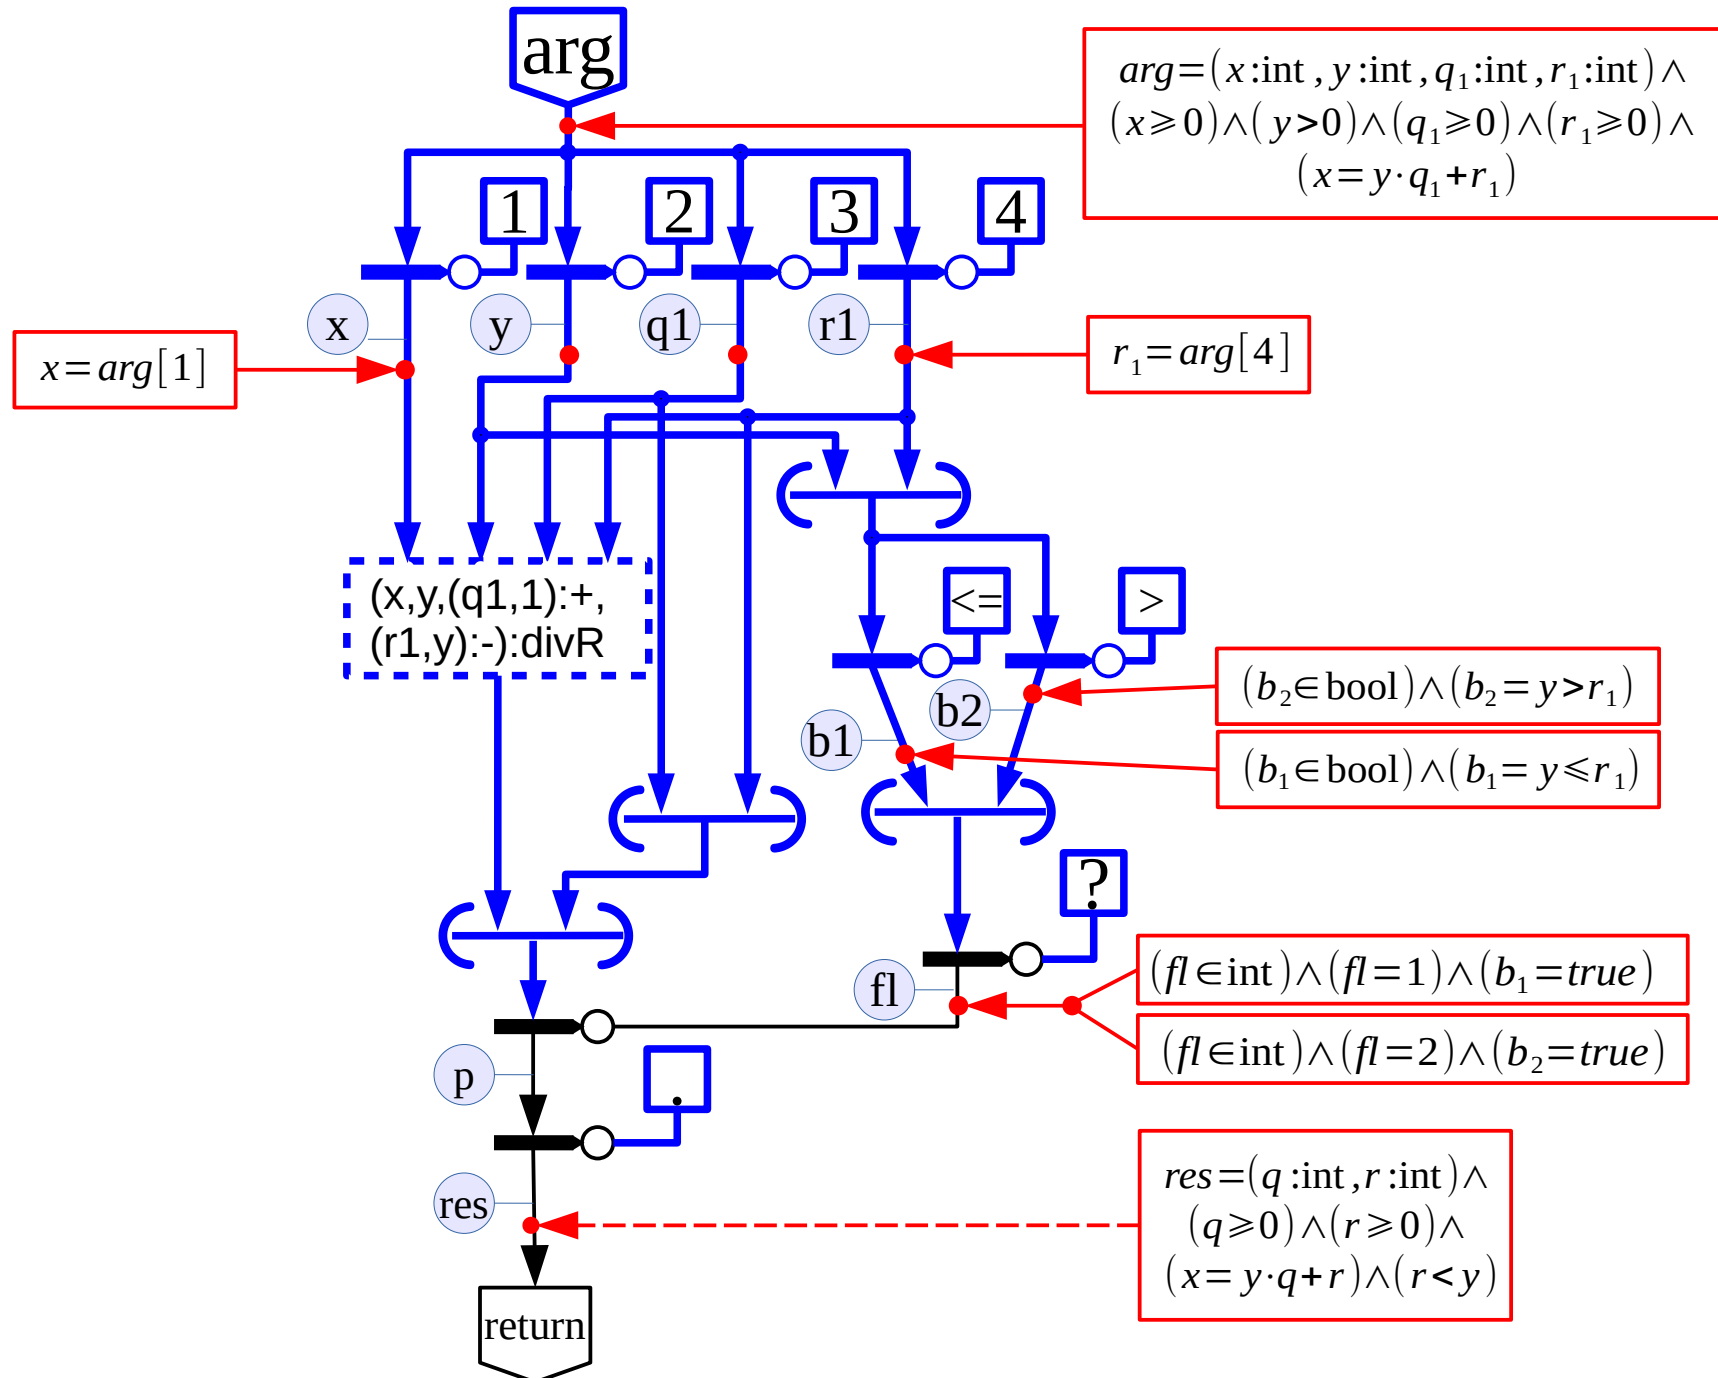 arg
arg=(x:int, y:int, q₁:int, r₁:int)∧
(x⩾0)∧(y>0)∧(q₁⩾0)∧(r₁⩾0)∧
(x=y·q₁+r₁)
1
2
3
4
x
y
q1
r1
x=arg[1]
r₁=arg[4]
(x,y,(q1,1):+,
(r1,y):-):divR
<=
>
b1
b2
(b₂∈bool)∧(b₂=y>r₁)
(b₁∈bool)∧(b₁=y⩽r₁)
?
fl
(fl∈int)∧(fl=1)∧(b₁=true)
(fl∈int)∧(fl=2)∧(b₂=true)
p
.
res
res=(q:int, r:int)∧
(q⩾0)∧(r⩾0)∧
(x=y·q+r)∧(r<y)
return